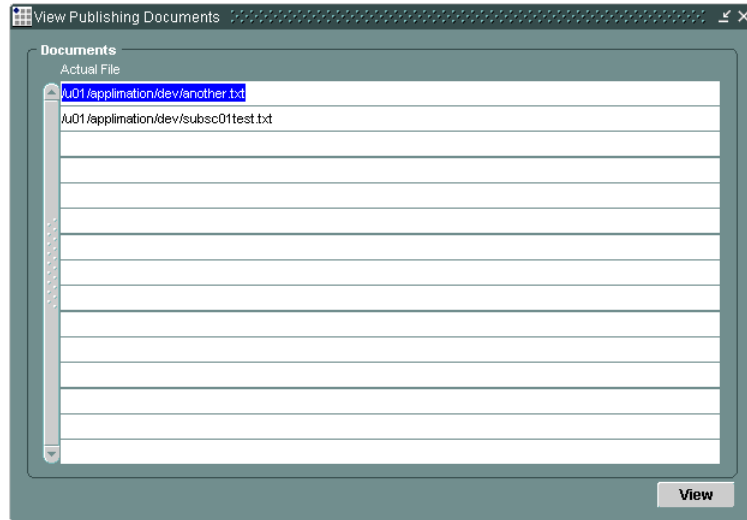 View Publishing Documents
Documents
Actual File
/u01/applimation/dev/another.txt
/u01/applimation/dev/subsc01test.txt
View